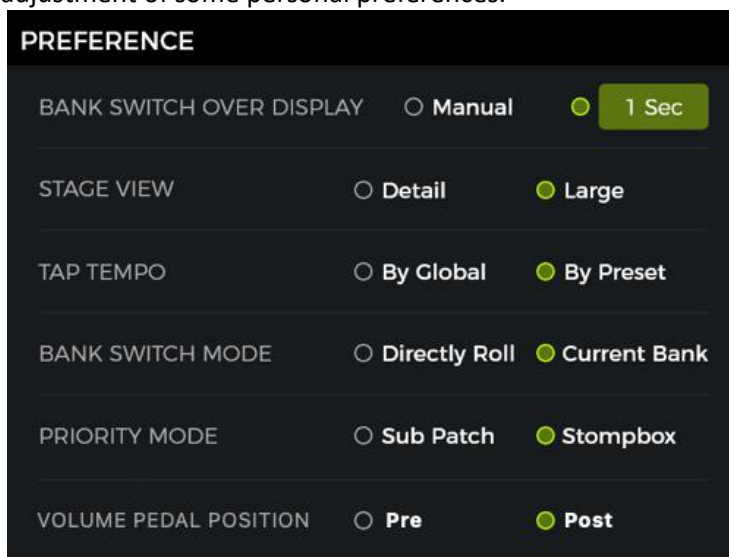 adjustment of some personal preferences.
PREFERENCE
BANK SWITCH OVER DISPLAY Manual 1 Sec
STAGE VIEW Detail Large
TAP TEMPO By Global By Preset
BANK SWITCH MODE Directly Roll Current Bank
PRIORITY MODE Sub Patch Stompbox
VOLUME PEDAL POSITION Pre Post